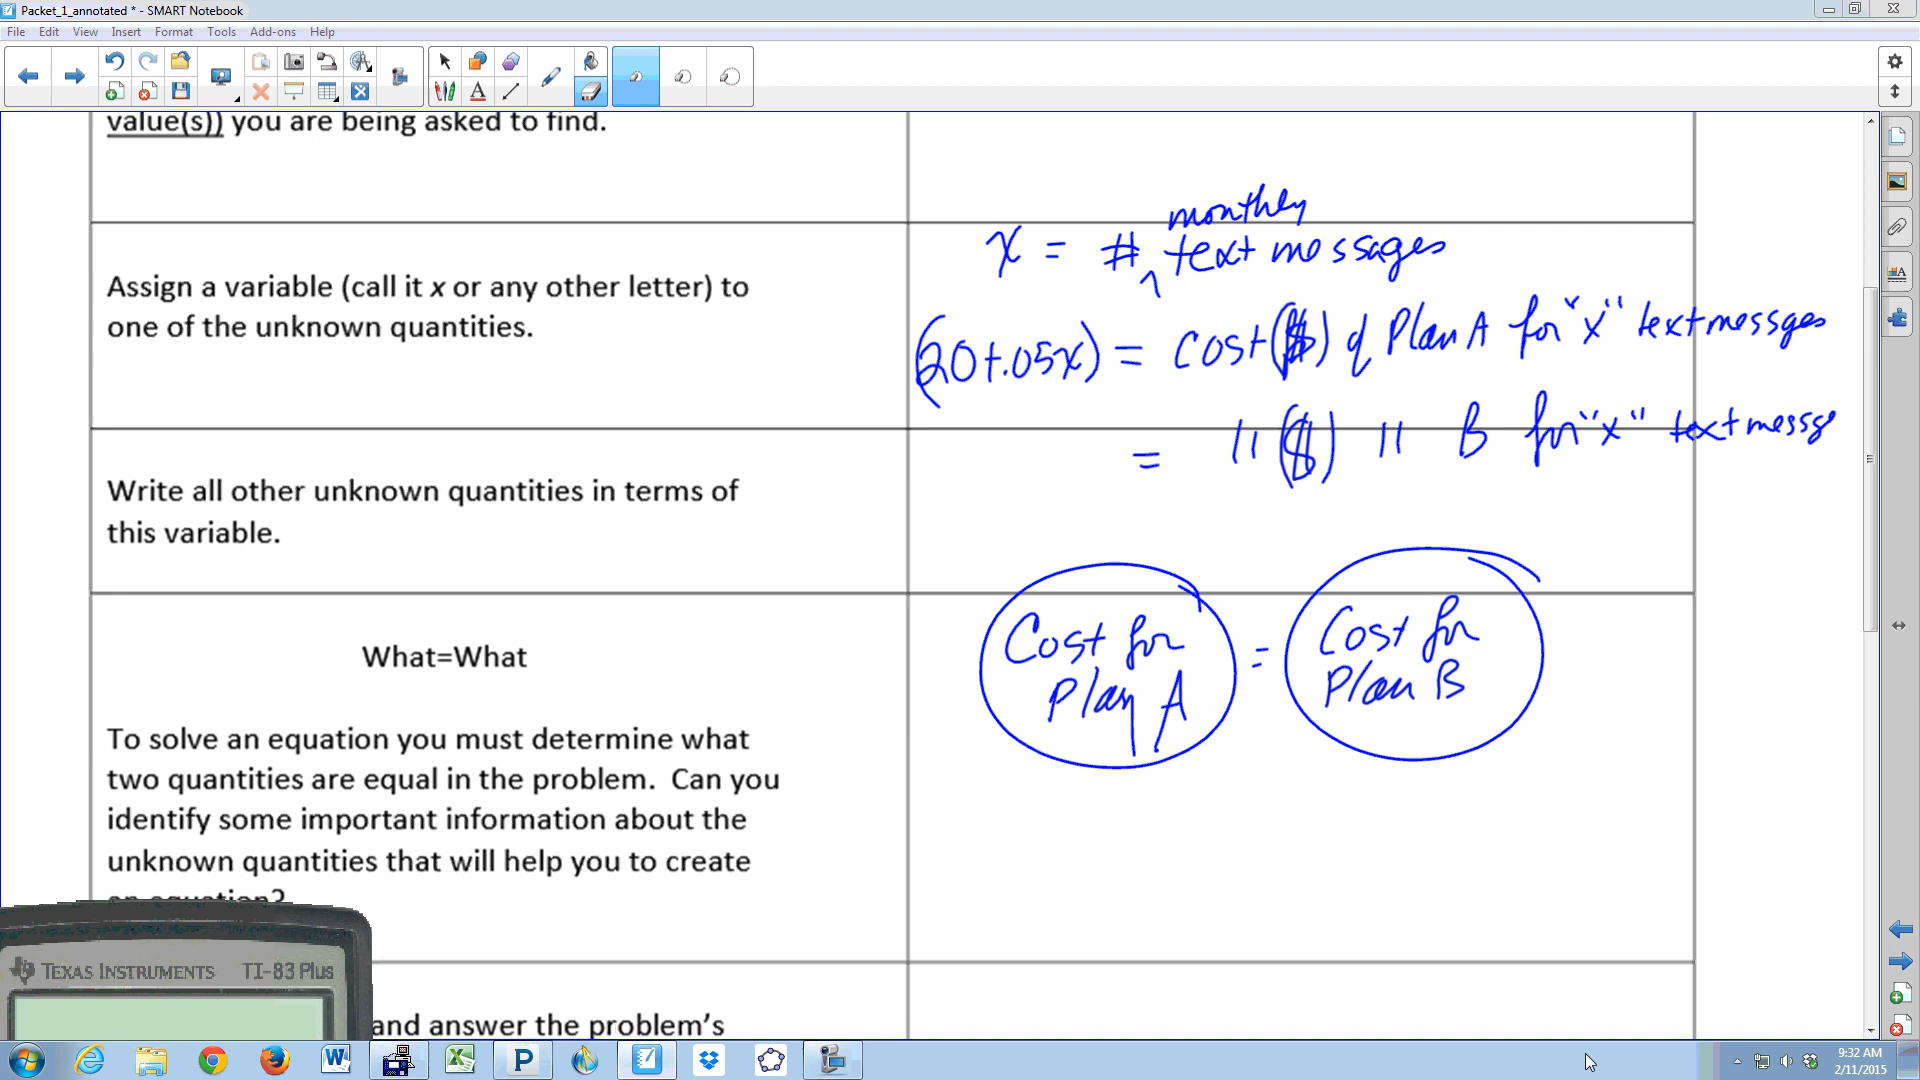 Packet_1_annotated * - SMART Notebook
File Edit View Insert Format Tools Add-ons Help
value(s)) you are being asked to find.
Assign a variable (call it x or any other letter) to
one of the unknown quantities.
monthly
x = # ^ text messages
(20+.05x) = Cost ($) of Plan A for "x" text messges
= " ($) " B for "x" text messg
Write all other unknown quantities in terms of
this variable.
What=What
To solve an equation you must determine what
two quantities are equal in the problem. Can you
identify some important information about the
unknown quantities that will help you to create
an equation?
Cost for
Plan A
=
Cost for
Plan B
Texas Instruments TI-83 Plus
and answer the problem's
9:32 AM
2/11/2015